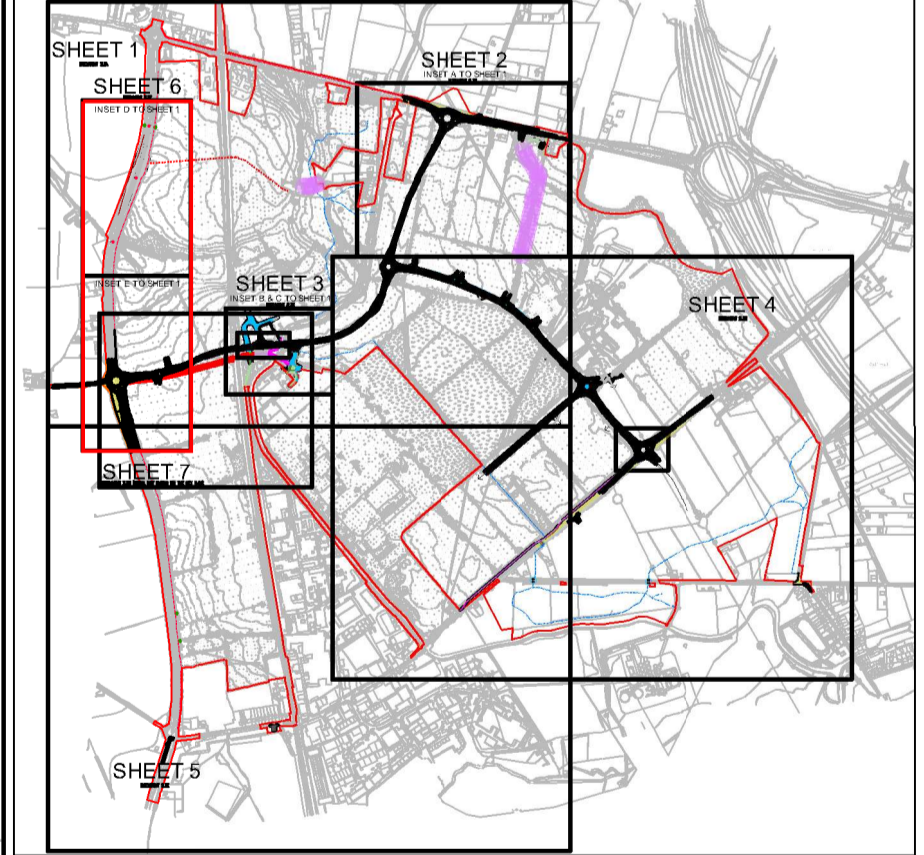 SHEET 1
SHEET 2
INSET A TO SHEET 1
SHEET 6
INSET D TO SHEET 1
SHEET 3
INSET B & C TO SHEET 1
INSET E TO SHEET 1
SHEET 4
SHEET 7
SHEET 5